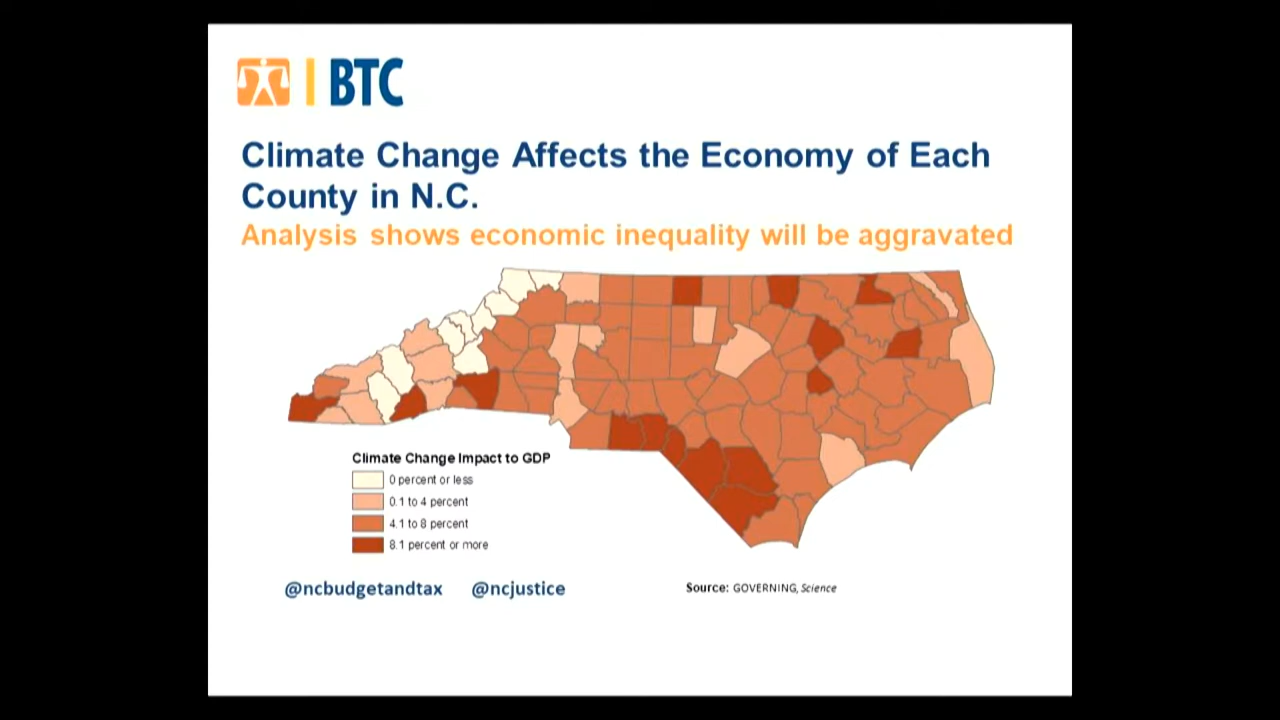 BTC
Climate Change Affects the Economy of Each
County in N.C.
Analysis shows economic inequality will be aggravated
Climate Change Impact to GDP
0 percent or less
0.1 to 4 percent
4.1 to 8 percent
8.1 percent or more
@ncbudgetandtax @ncjustice
Source: GOVERNING, Science